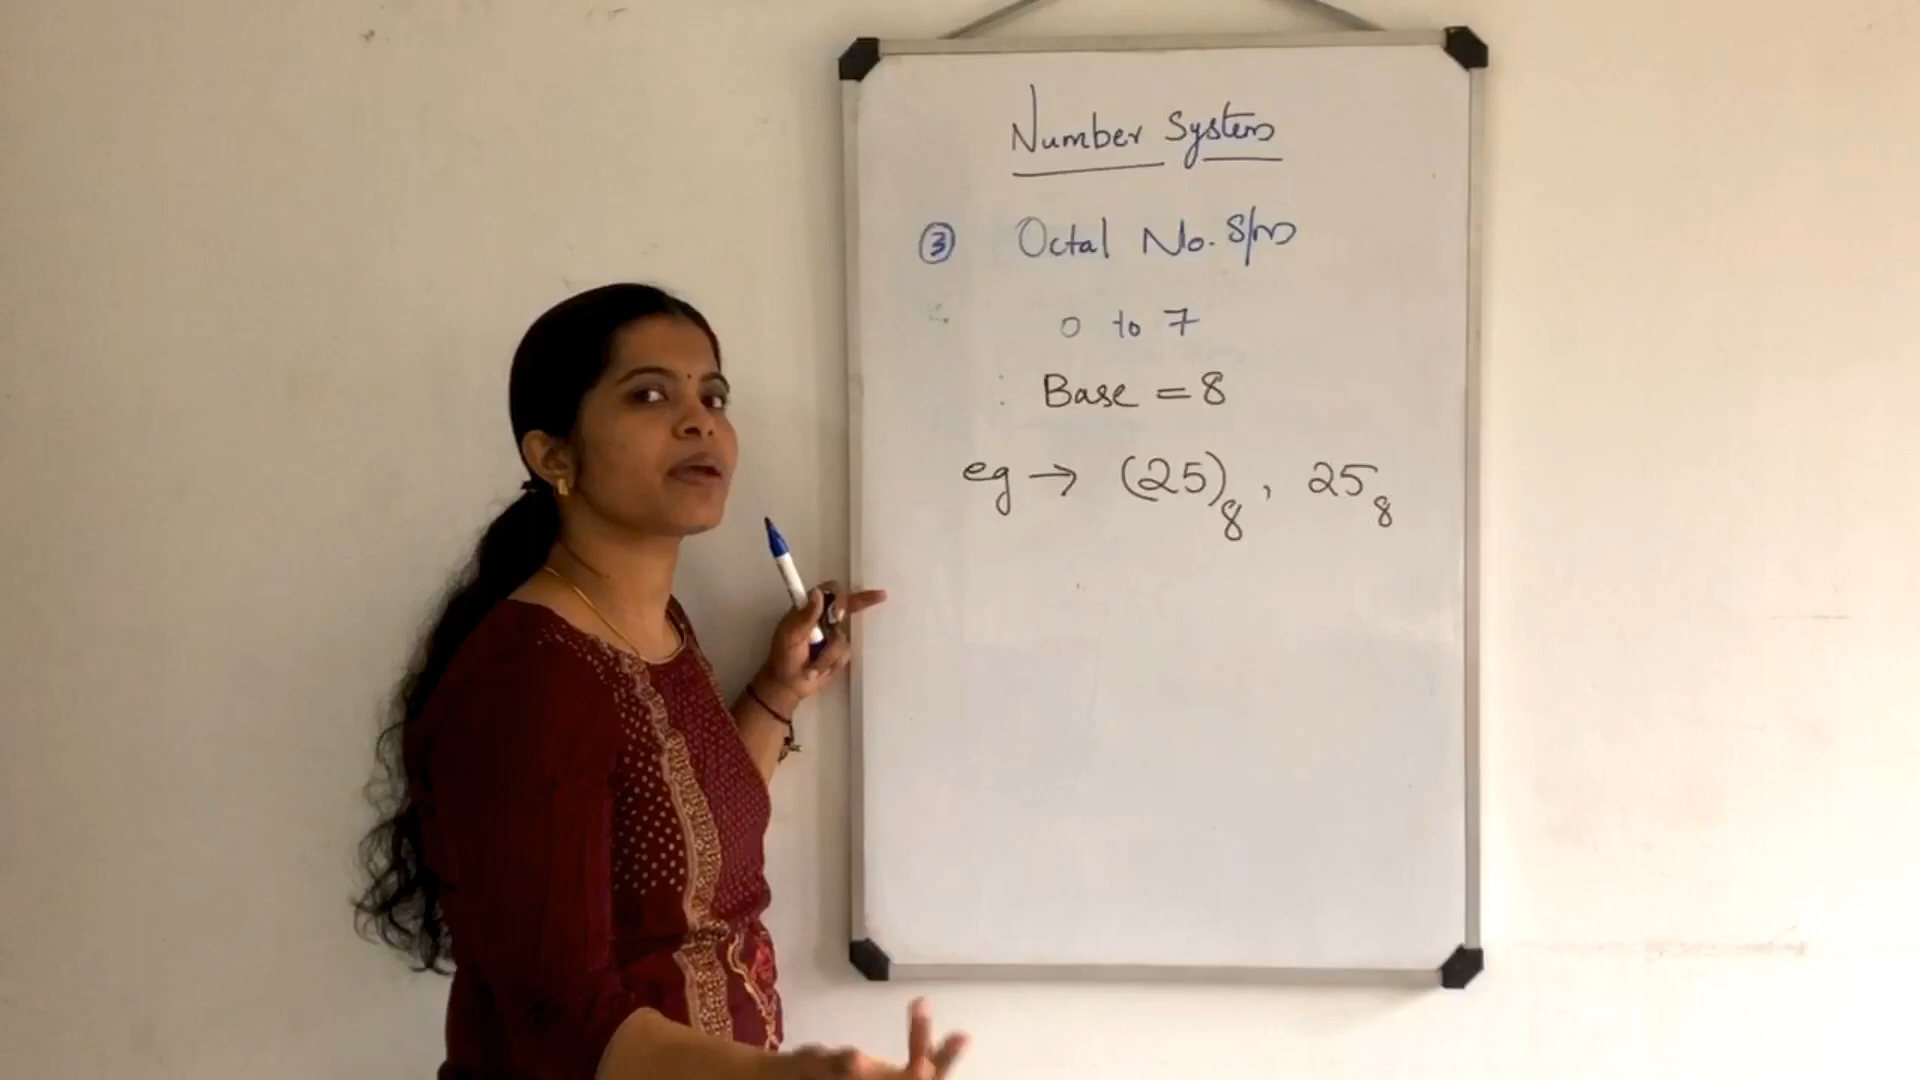 Number System
③ Octal No. S/m
0 to 7
Base = 8
eg → (25)₈, 25₈